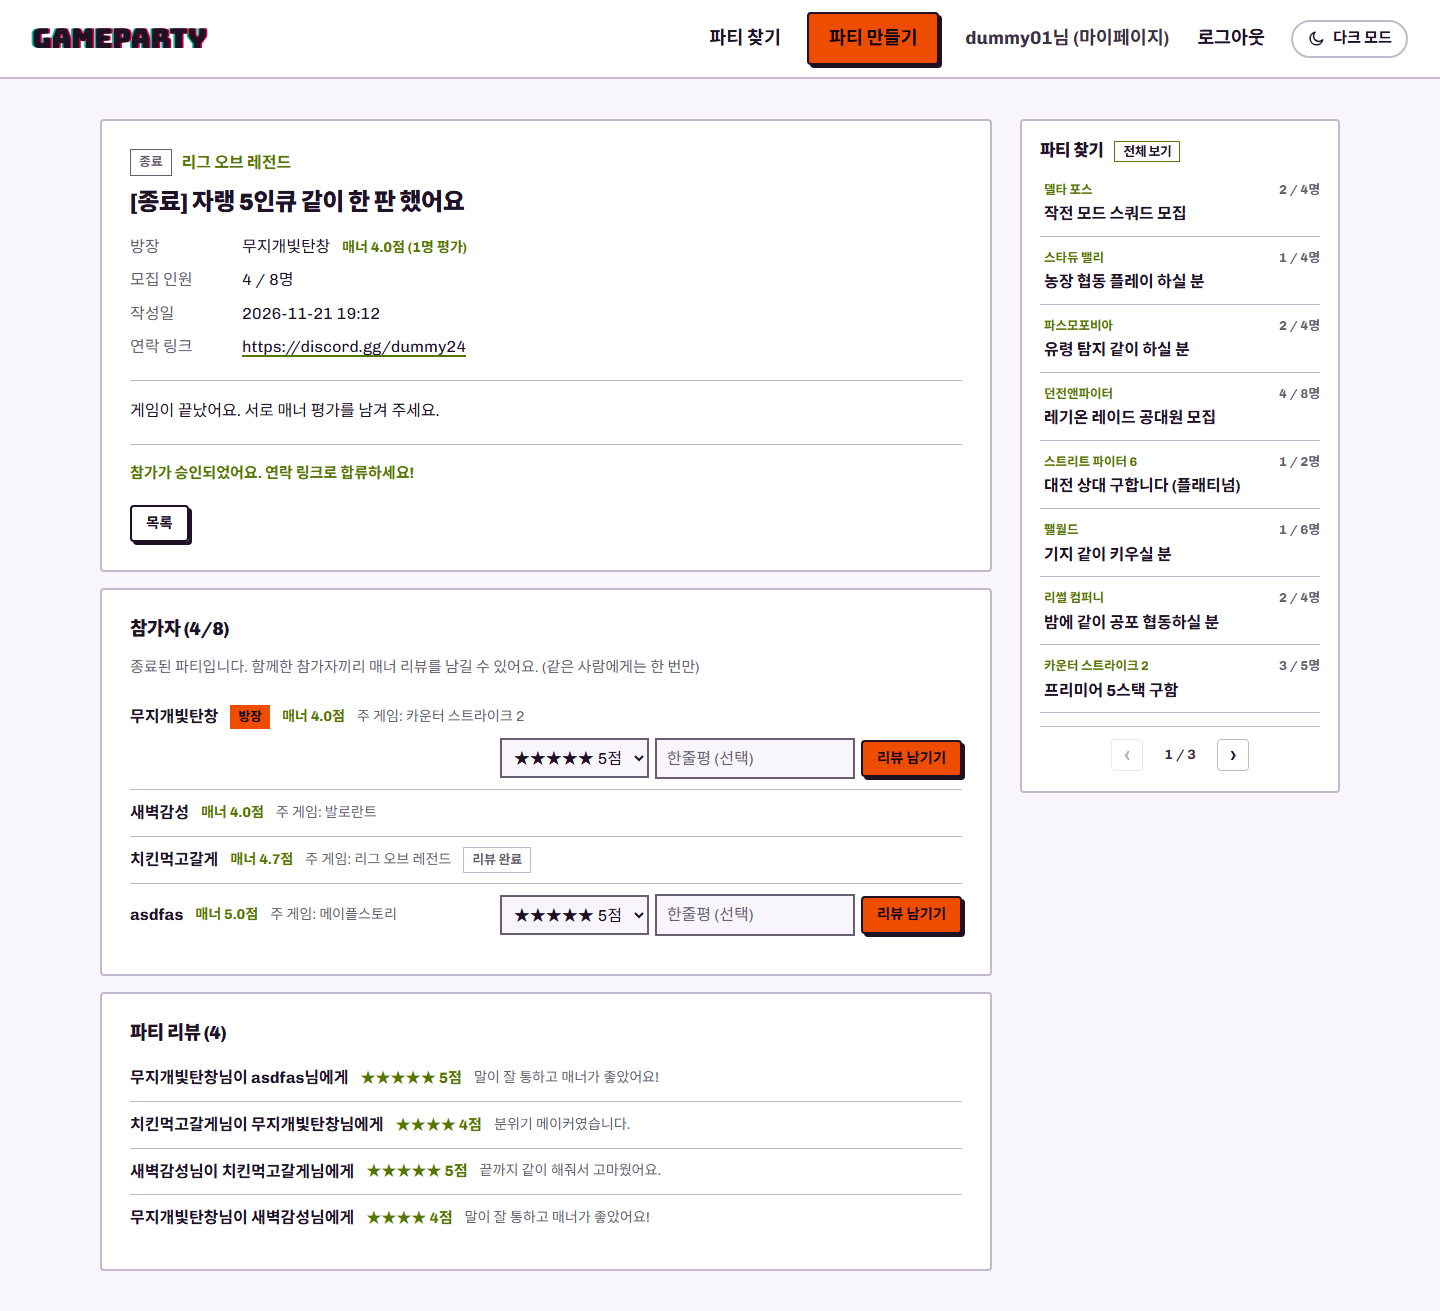 GAMEPARTY
파티 찾기
파티 만들기
dummy01님 (마이페이지)
로그아웃
다크 모드
종료
리그 오브 레전드
[종료] 자랭 5인큐 같이 한 판 했어요
방장
무지개빛탄창 매너 4.0점 (1명 평가)
모집 인원
4 / 8명
작성일
2026-11-21 19:12
연락 링크
https://discord.gg/dummy24
게임이 끝났어요. 서로 매너 평가를 남겨 주세요.
참가가 승인되었어요. 연락 링크로 합류하세요!
목록
참가자 (4/8)
종료된 파티입니다. 함께한 참가자끼리 매너 리뷰를 남길 수 있어요. (같은 사람에게는 한 번만)
무지개빛탄창 방장 매너 4.0점 주 게임: 카운터 스트라이크 2
★★★★★ 5점
한줄평 (선택)
리뷰 남기기
새벽감성 매너 4.0점 주 게임: 발로란트
치킨먹고갈게 매너 4.7점 주 게임: 리그 오브 레전드 리뷰 완료
asdfas 매너 5.0점 주 게임: 메이플스토리
★★★★★ 5점
한줄평 (선택)
리뷰 남기기
파티 리뷰 (4)
무지개빛탄창님이 asdfas님에게 ★★★★★ 5점 말이 잘 통하고 매너가 좋았어요!
치킨먹고갈게님이 무지개빛탄창님에게 ★★★★ 4점 분위기 메이커였습니다.
새벽감성님이 치킨먹고갈게님에게 ★★★★★ 5점 끝까지 같이 해줘서 고마웠어요.
무지개빛탄창님이 새벽감성님에게 ★★★★ 4점 말이 잘 통하고 매너가 좋았어요!
파티 찾기
전체 보기
델타 포스 2 / 4명
작전 모드 스쿼드 모집
스타듀 밸리 1 / 4명
농장 협동 플레이 하실 분
파스모포비아 2 / 4명
유령 탐지 같이 하실 분
던전앤파이터 4 / 8명
레기온 레이드 공대원 모집
스트리트 파이터 6 1 / 2명
대전 상대 구합니다 (플래티넘)
팰월드 1 / 6명
기지 같이 키우실 분
리썰 컴퍼니 2 / 4명
밤에 같이 공포 협동하실 분
카운터 스트라이크 2 3 / 5명
프리미어 5스택 구함
‹ 1 / 3 ›